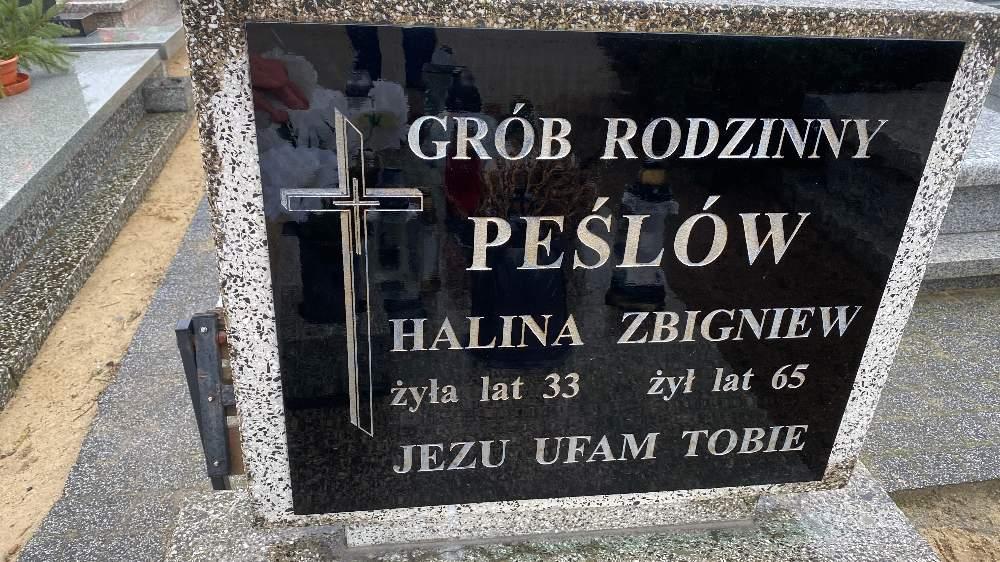 GRÓB RODZINNY
PEŚLÓW
HALINA ZBIGNIEW
żyła lat 33 żył lat 65
JEZU UFAM TOBIE